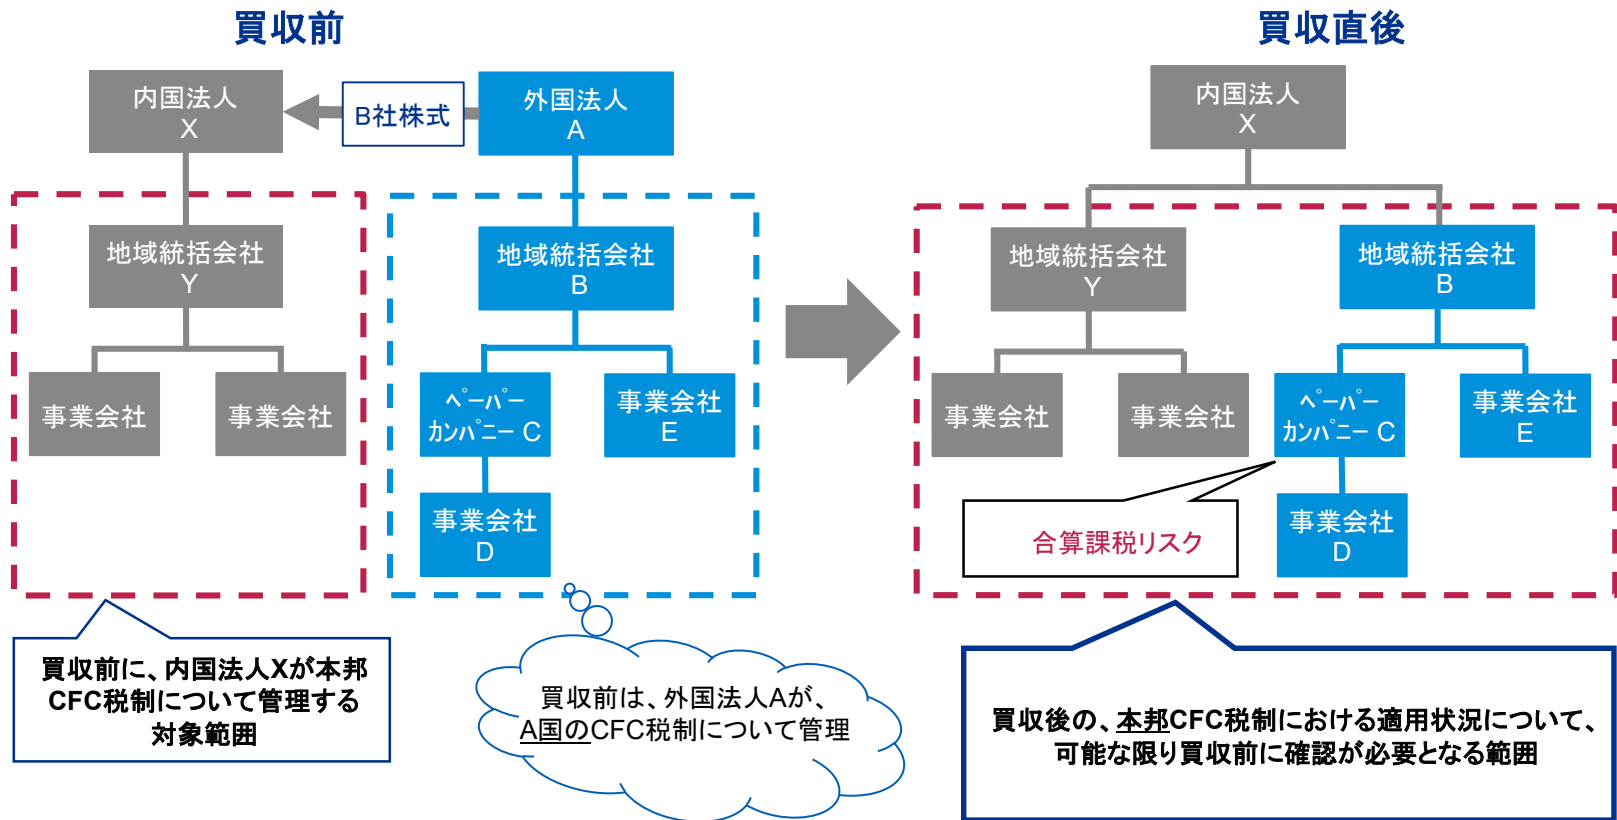 買収前
買収直後
内国法人
X
B社株式
外国法人
A
地域統括会社
Y
地域統括会社
B
事業会社
事業会社
ペーパー
カンパニー C
事業会社
E
事業会社
D
買収前に、内国法人Xが本邦
CFC税制について管理する
対象範囲
買収前は、外国法人Aが、
A国のCFC税制について管理
内国法人
X
地域統括会社
Y
地域統括会社
B
事業会社
事業会社
ペーパー
カンパニー C
事業会社
E
合算課税リスク
事業会社
D
買収後の、本邦CFC税制における適用状況について、
可能な限り買収前に確認が必要となる範囲